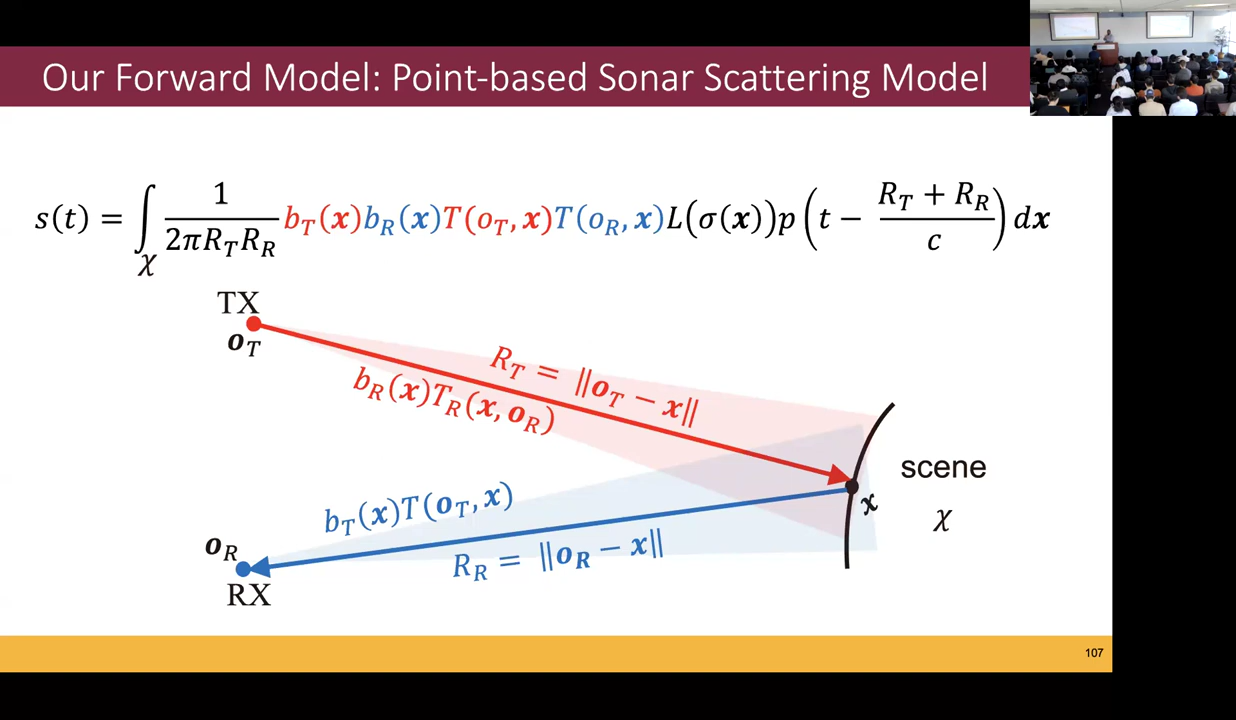 Our Forward Model: Point-based Sonar Scattering Model
s(t) = ∫_χ 1/(2πR_T R_R) b_T(x)b_R(x)T(o_T, x)T(o_R, x)L(σ(x))p(t − (R_T + R_R)/c) dx
TX
o_T
R_T = ‖o_T − x‖
b_R(x)T_R(x, o_R)
scene
x
χ
b_T(x)T(o_T, x)
o_R
R_R = ‖o_R − x‖
RX
107